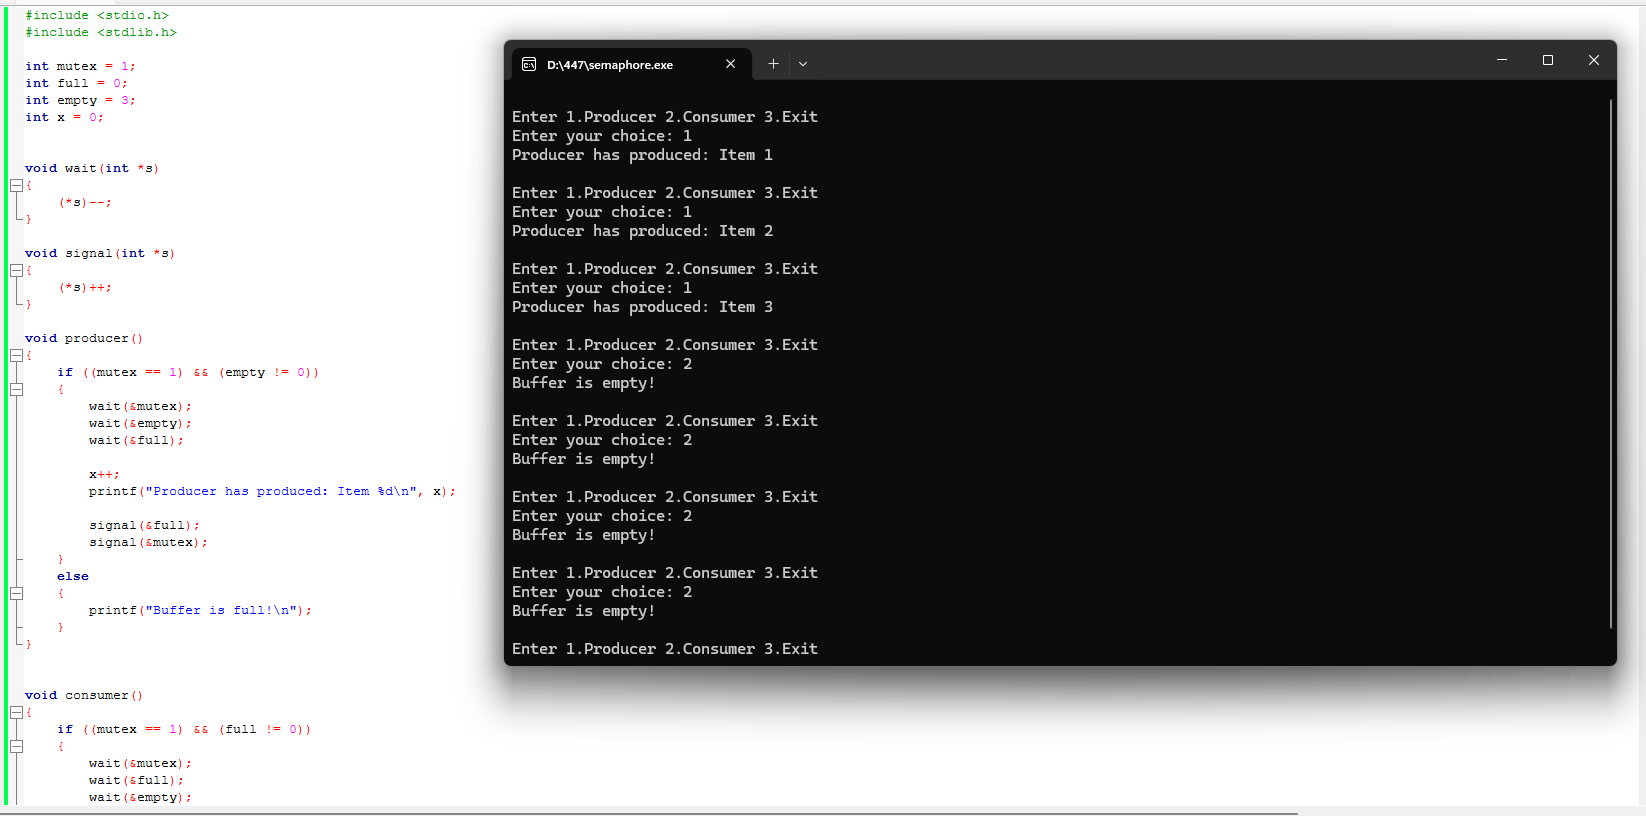 #include <stdio.h>
#include <stdlib.h>
int mutex = 1;
int full = 0;
int empty = 3;
int x = 0;
void wait(int *s)
{
(*s)--;
}
void signal(int *s)
{
(*s)++;
}
void producer()
{
if ((mutex == 1) && (empty != 0))
{
wait(&mutex);
wait(&empty);
wait(&full);
x++;
printf("Producer has produced: Item %d\n", x);
signal(&full);
signal(&mutex);
}
else
{
printf("Buffer is full!\n");
}
}
void consumer()
{
if ((mutex == 1) && (full != 0))
{
wait(&mutex);
wait(&full);
wait(&empty);
D:\447\semaphore.exe
Enter 1.Producer 2.Consumer 3.Exit
Enter your choice: 1
Producer has produced: Item 1
Enter 1.Producer 2.Consumer 3.Exit
Enter your choice: 1
Producer has produced: Item 2
Enter 1.Producer 2.Consumer 3.Exit
Enter your choice: 1
Producer has produced: Item 3
Enter 1.Producer 2.Consumer 3.Exit
Enter your choice: 2
Buffer is empty!
Enter 1.Producer 2.Consumer 3.Exit
Enter your choice: 2
Buffer is empty!
Enter 1.Producer 2.Consumer 3.Exit
Enter your choice: 2
Buffer is empty!
Enter 1.Producer 2.Consumer 3.Exit
Enter your choice: 2
Buffer is empty!
Enter 1.Producer 2.Consumer 3.Exit